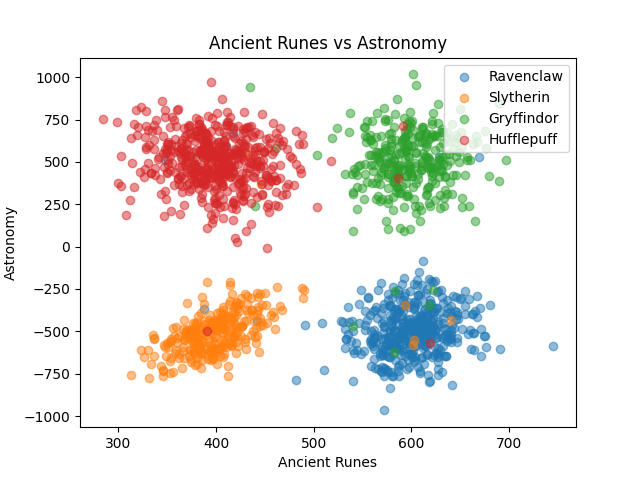 Ancient Runes vs Astronomy
Ravenclaw
Slytherin
Gryffindor
Hufflepuff
1000
750
500
250
0
−250
−500
−750
−1000
Astronomy
300
400
500
600
700
Ancient Runes